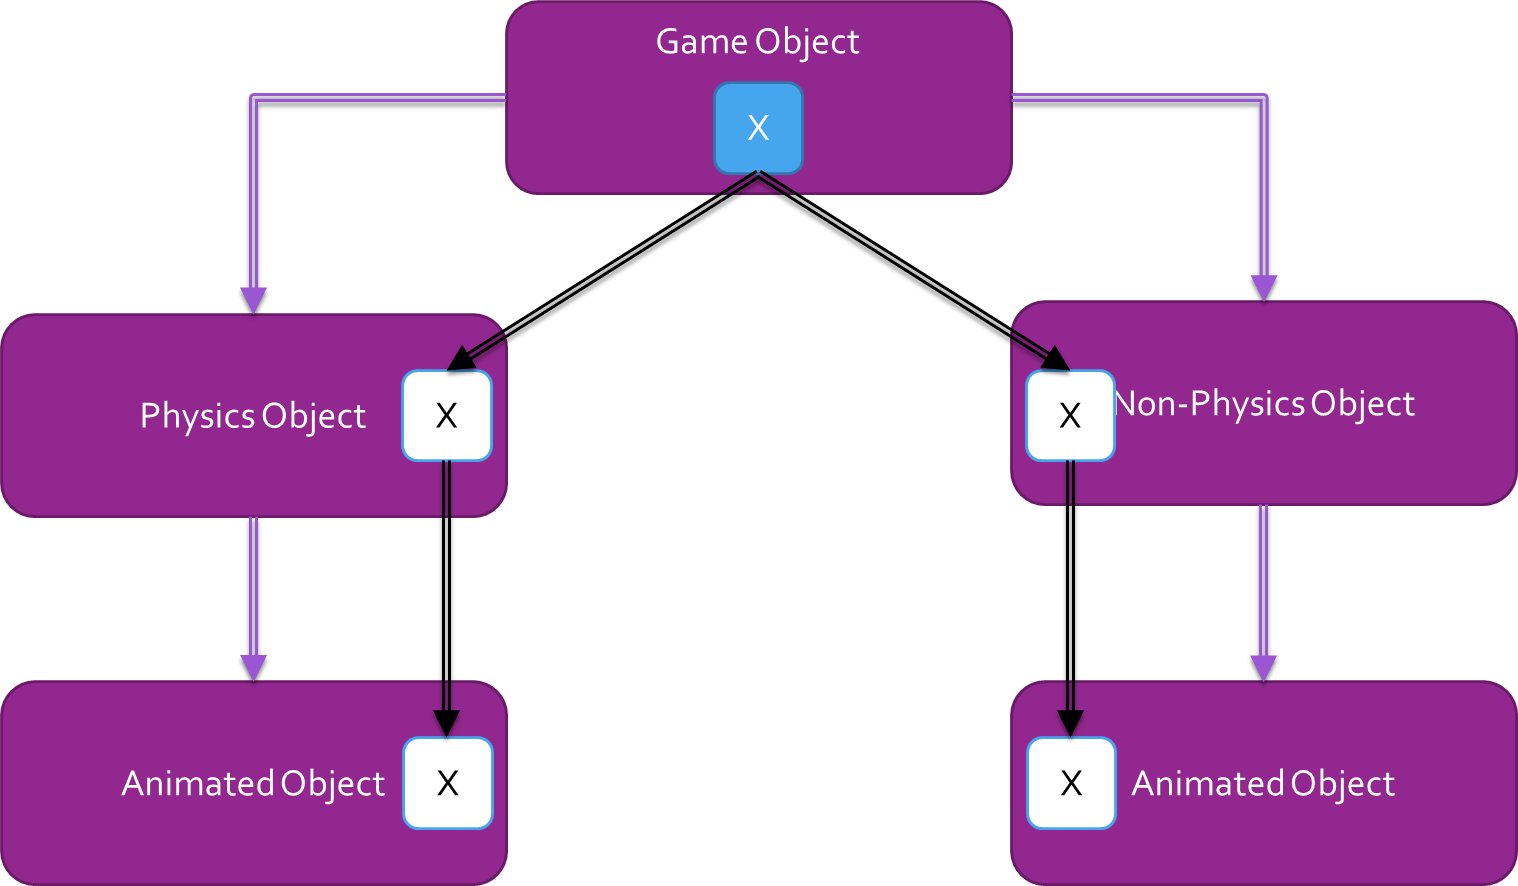 Game Object
X
Physics Object
X
X
Non-Physics Object
Animated Object
X
X
Animated Object